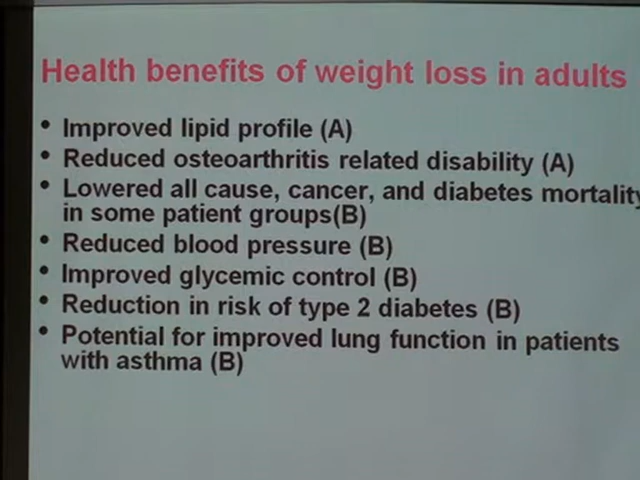 Health benefits of weight loss in adults
• Improved lipid profile (A)
• Reduced osteoarthritis related disability (A)
• Lowered all cause, cancer, and diabetes mortality
in some patient groups(B)
• Reduced blood pressure (B)
• Improved glycemic control (B)
• Reduction in risk of type 2 diabetes (B)
• Potential for improved lung function in patients
with asthma (B)